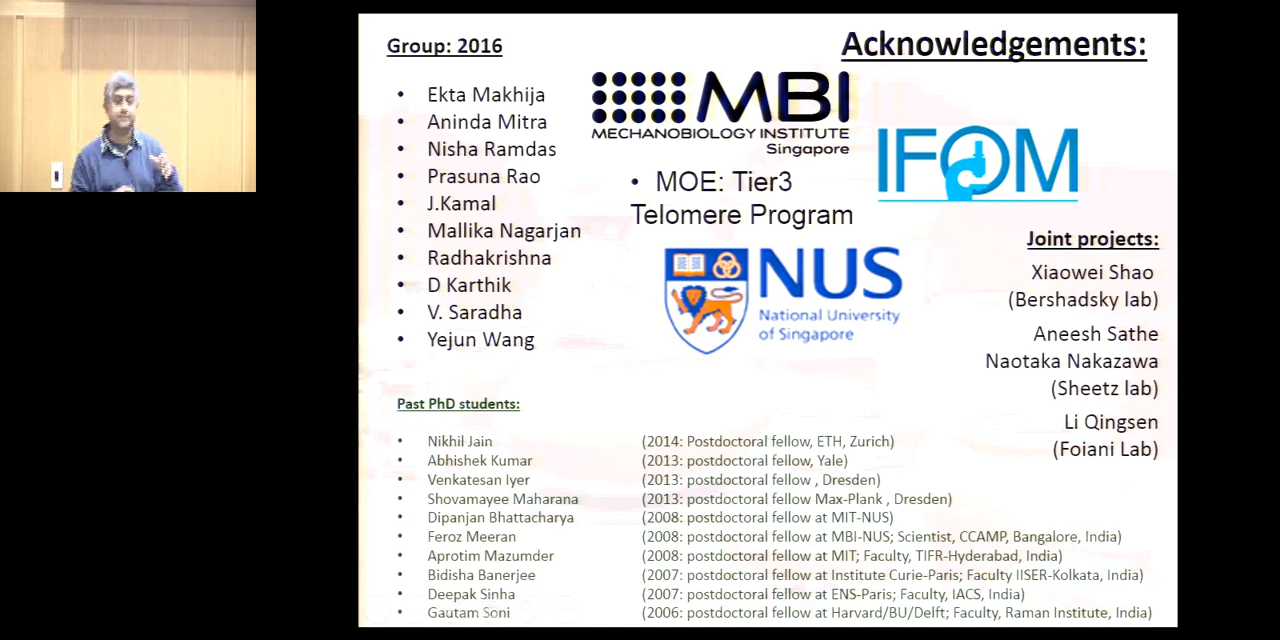 Group: 2016
Acknowledgements:
• Ekta Makhija
• Aninda Mitra
• Nisha Ramdas
• Prasuna Rao
• J.Kamal
• Mallika Nagarjan
• Radhakrishna
• D Karthik
• V. Saradha
• Yejun Wang
MBI
MECHANOBIOLOGY INSTITUTE
Singapore
IFOM
• MOE: Tier3
Telomere Program
NUS
National University
of Singapore
Joint projects:
Xiaowei Shao
(Bershadsky lab)
Aneesh Sathe
Naotaka Nakazawa
(Sheetz lab)
Li Qingsen
(Foiani Lab)
Past PhD students:
• Nikhil Jain (2014: Postdoctoral fellow, ETH, Zurich)
• Abhishek Kumar (2013: postdoctoral fellow, Yale)
• Venkatesan Iyer (2013: postdoctoral fellow , Dresden)
• Shovamayee Maharana (2013: postdoctoral fellow Max-Plank , Dresden)
• Dipanjan Bhattacharya (2008: postdoctoral fellow at MIT-NUS)
• Feroz Meeran (2008: postdoctoral fellow at MBI-NUS; Scientist, CCAMP, Bangalore, India)
• Aprotim Mazumder (2008: postdoctoral fellow at MIT; Faculty, TIFR-Hyderabad, India)
• Bidisha Banerjee (2007: postdoctoral fellow at Institute Curie-Paris; Faculty IISER-Kolkata, India)
• Deepak Sinha (2007: postdoctoral fellow at ENS-Paris; Faculty, IACS, India)
• Gautam Soni (2006: postdoctoral fellow at Harvard/BU/Delft; Faculty, Raman Institute, India)